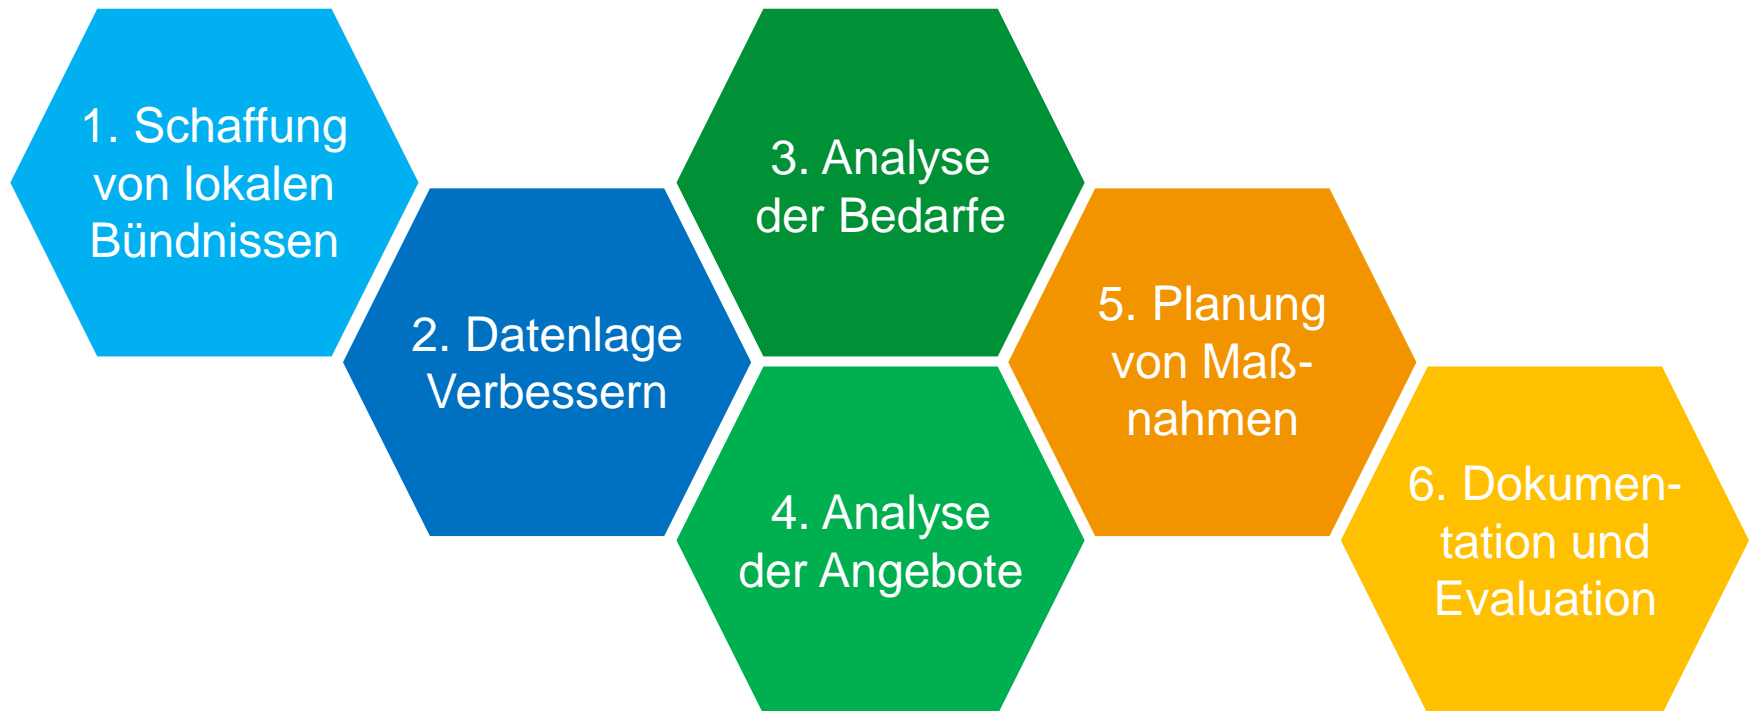 1. Schaffung
von lokalen
Bündnissen
2. Datenlage
Verbessern
3. Analyse
der Bedarfe
4. Analyse
der Angebote
5. Planung
von Maß-
nahmen
6. Dokumen-
tation und
Evaluation